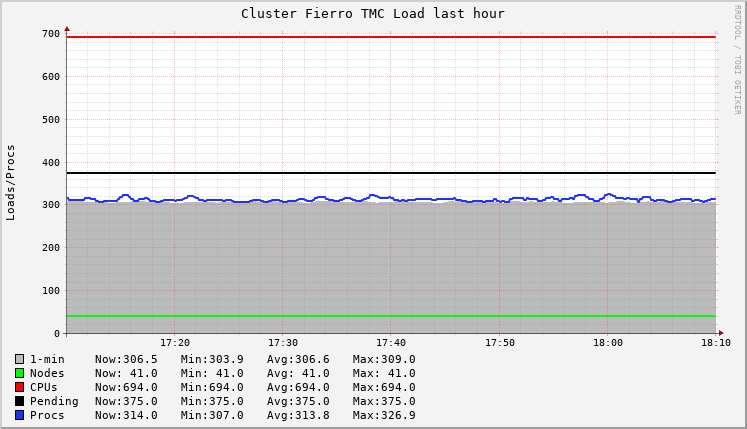 Cluster Fierro TMC Load last hour
RRDTOOL / TOBI OETIKER
Loads/Procs
700
600
500
400
300
200
100
0
17:20 17:30 17:40 17:50 18:00 18:10
1-min Now:306.5 Min:303.9 Avg:306.6 Max:309.0
Nodes Now: 41.0 Min: 41.0 Avg: 41.0 Max: 41.0
CPUs Now:694.0 Min:694.0 Avg:694.0 Max:694.0
Pending Now:375.0 Min:375.0 Avg:375.0 Max:375.0
Procs Now:314.0 Min:307.0 Avg:313.8 Max:326.9